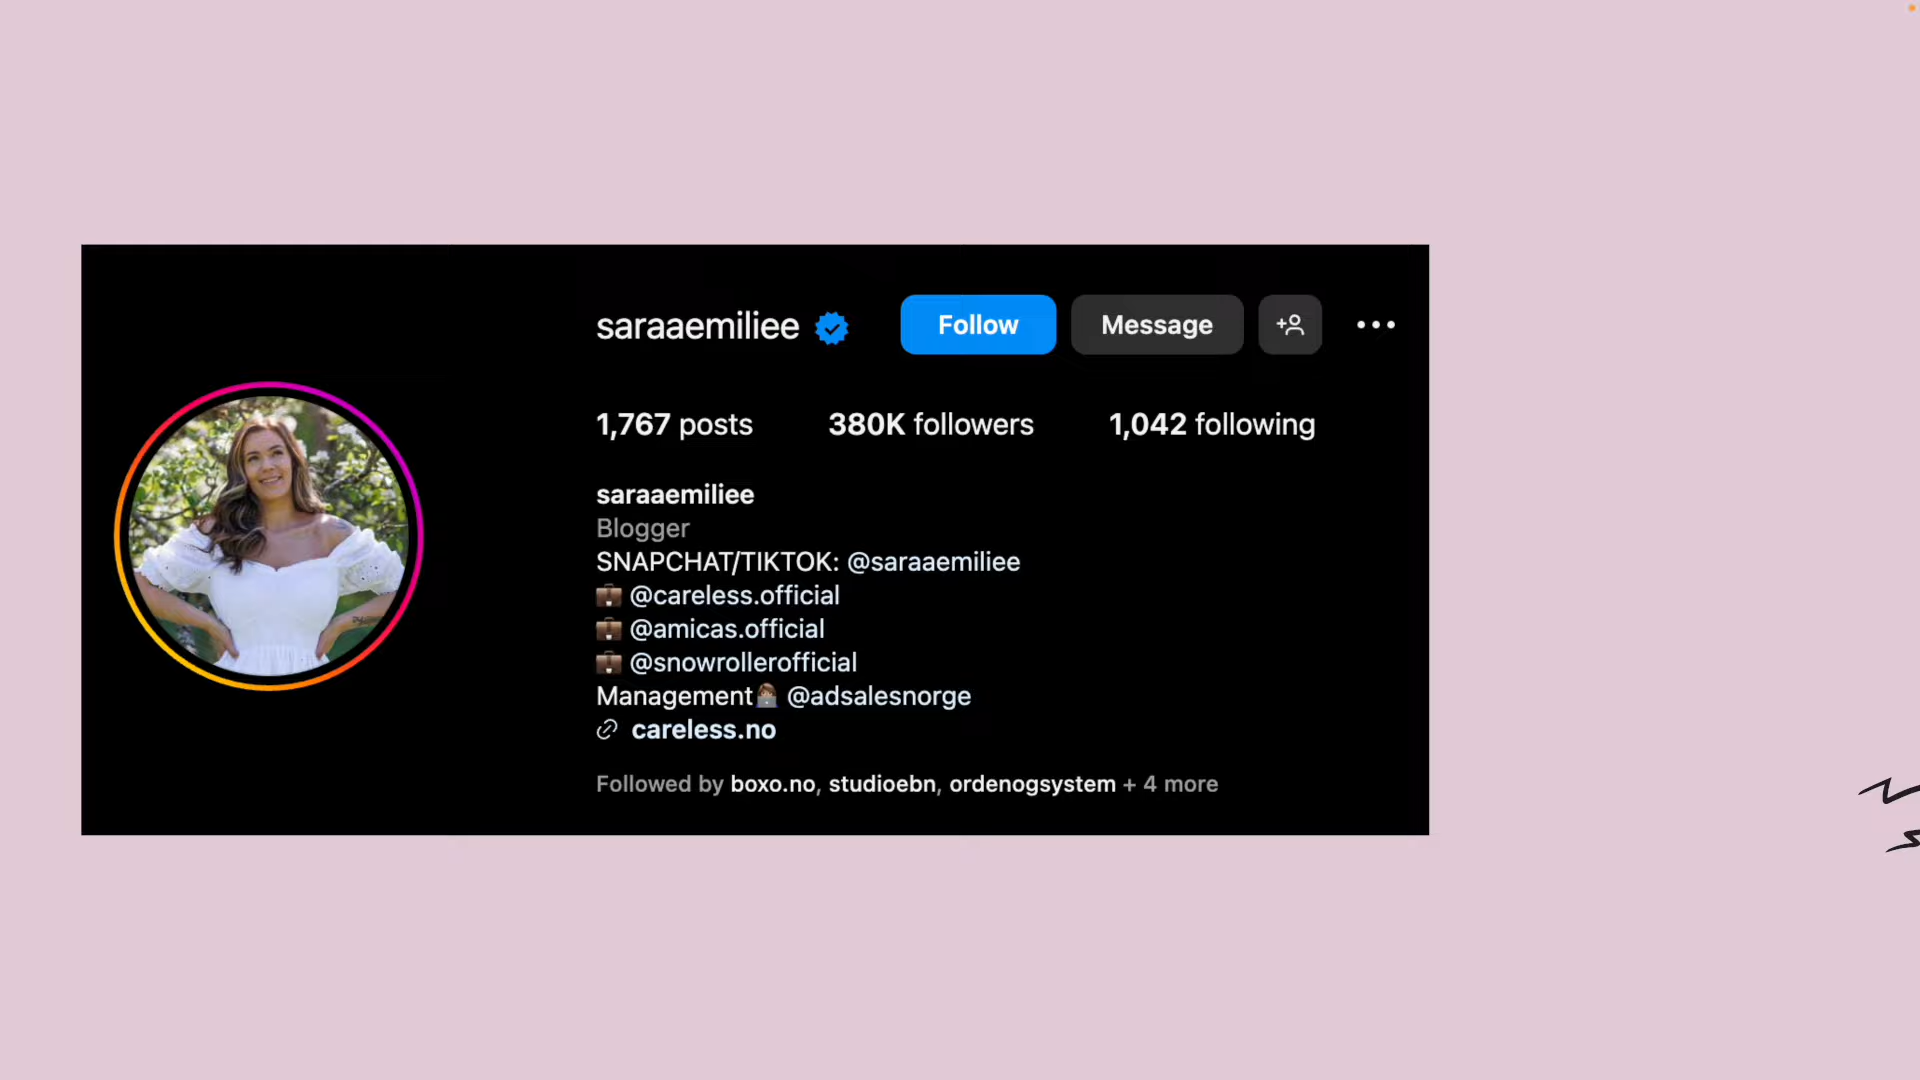 saraaemiliee Follow Message
1,767 posts 380K followers 1,042 following
saraaemiliee
Blogger
SNAPCHAT/TIKTOK: @saraaemiliee
💼 @careless.official
💼 @amicas.official
💼 @snowrollerofficial
Management👩🏽‍💻 @adsalesnorge
careless.no
Followed by boxo.no, studioebn, ordenogsystem + 4 more